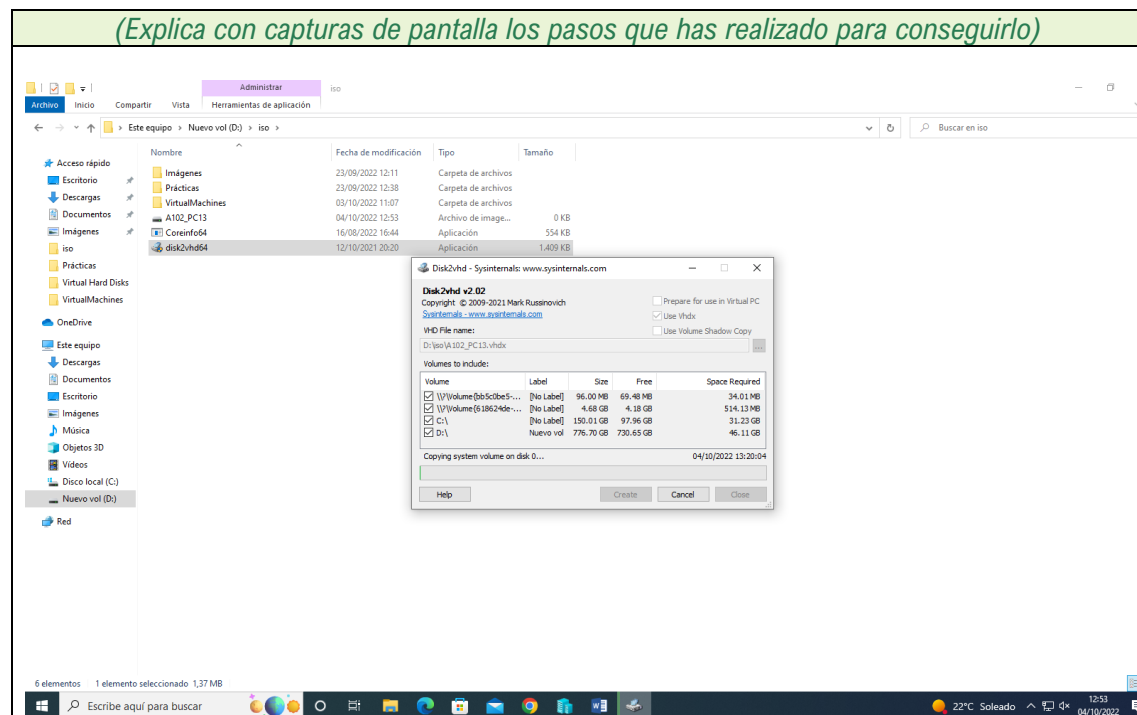 (Explica con capturas de pantalla los pasos que has realizado para conseguirlo)
Administrar iso
Archivo Inicio Compartir Vista Herramientas de aplicación
Este equipo > Nuevo vol (D:) > iso > Buscar en iso
Nombre Fecha de modificación Tipo Tamaño
Acceso rápido
Escritorio
Descargas
Documentos
Imágenes
iso
Prácticas
Virtual Hard Disks
VirtualMachines
OneDrive
Este equipo
Descargas
Documentos
Escritorio
Imágenes
Música
Objetos 3D
Vídeos
Disco local (C:)
Nuevo vol (D:)
Red
Imágenes 23/09/2022 12:11 Carpeta de archivos
Prácticas 23/09/2022 12:38 Carpeta de archivos
VirtualMachines 03/10/2022 11:07 Carpeta de archivos
A102_PC13 04/10/2022 12:53 Archivo de image... 0 KB
Coreinfo64 16/08/2022 16:44 Aplicación 554 KB
disk2vhd64 12/10/2021 20:20 Aplicación 1.409 KB
Disk2vhd - Sysinternals: www.sysinternals.com
Disk2vhd v2.02
Copyright © 2009-2021 Mark Russinovich
Sysinternals - www.sysinternals.com
Prepare for use in Virtual PC
Use Vhdx
Use Volume Shadow Copy
VHD File name:
D:\iso\A102_PC13.vhdx ...
Volumes to include:
Volume Label Size Free Space Required
\\?\Volume{bb5c0be5-... [No Label] 96.00 MB 69.48 MB 34.01 MB
\\?\Volume{618624de-... [No Label] 4.68 GB 4.18 GB 514.13 MB
C:\ [No Label] 150.01 GB 97.96 GB 31.23 GB
D:\ Nuevo vol 776.70 GB 730.65 GB 46.11 GB
Copying system volume on disk 0... 04/10/2022 13:20:04
Help Create Cancel Close
6 elementos 1 elemento seleccionado 1,37 MB
Escribe aquí para buscar 22°C Soleado 12:53
04/10/2022